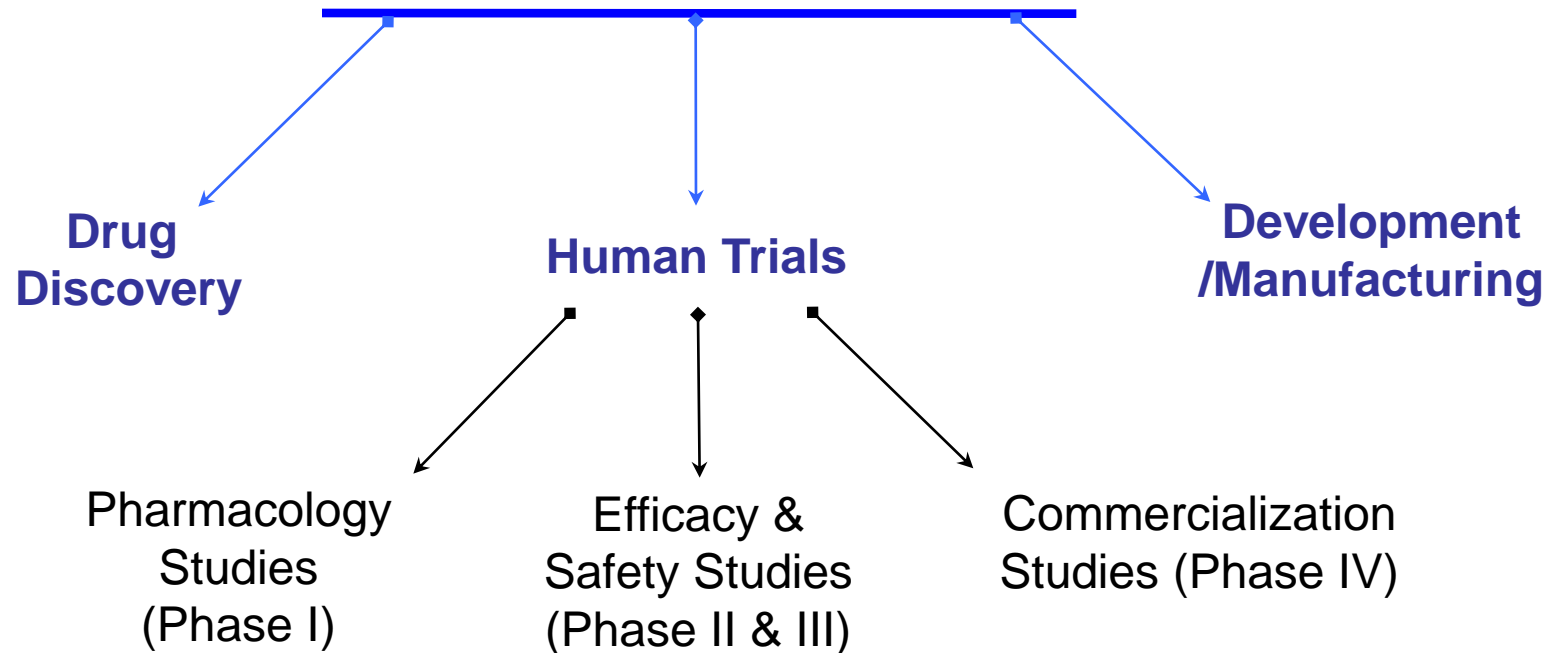 Drug
Discovery
Human Trials
Development
/Manufacturing
Pharmacology
Studies
(Phase I)
Efficacy &
Safety Studies
(Phase II & III)
Commercialization
Studies (Phase IV)